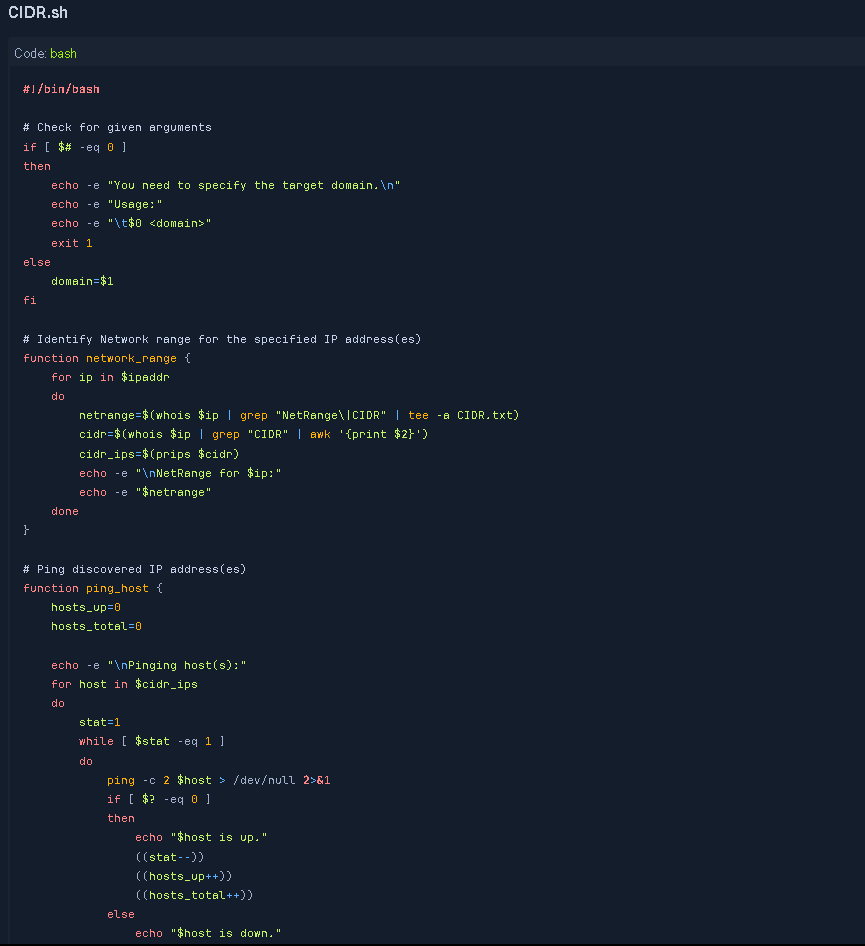 CIDR.sh
Code: bash
#!/bin/bash

# Check for given arguments
if [ $# -eq 0 ]
then
    echo -e "You need to specify the target domain.\n"
    echo -e "Usage:"
    echo -e "\t$0 <domain>"
    exit 1
else
    domain=$1
fi

# Identify Network range for the specified IP address(es)
function network_range {
    for ip in $ipaddr
    do
        netrange=$(whois $ip | grep "NetRange\|CIDR" | tee -a CIDR.txt)
        cidr=$(whois $ip | grep "CIDR" | awk '{print $2}')
        cidr_ips=$(prips $cidr)
        echo -e "\nNetRange for $ip:"
        echo -e "$netrange"
    done
}

# Ping discovered IP address(es)
function ping_host {
    hosts_up=0
    hosts_total=0

    echo -e "\nPinging host(s):"
    for host in $cidr_ips
    do
        stat=1
        while [ $stat -eq 1 ]
        do
            ping -c 2 $host > /dev/null 2>&1
            if [ $? -eq 0 ]
            then
                echo "$host is up."
                ((stat--))
                ((hosts_up++))
                ((hosts_total++))
            else
                echo "$host is down."